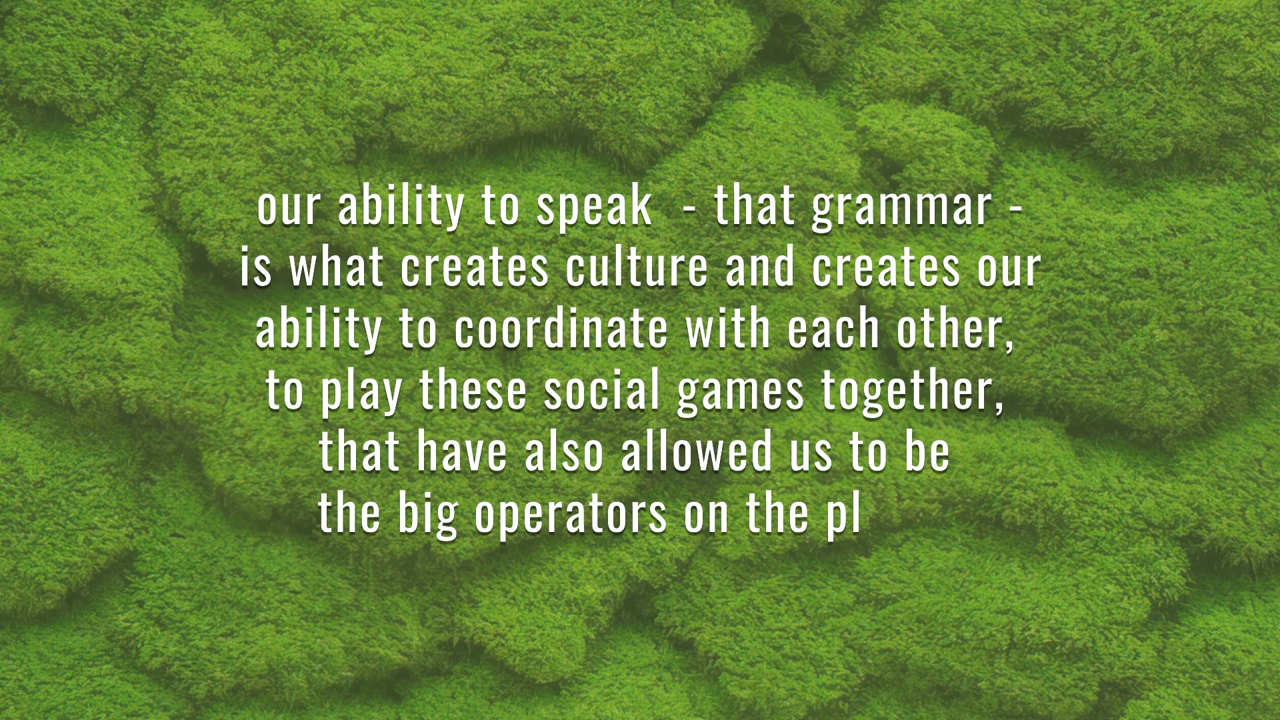 our ability to speak  - that grammar -
is what creates culture and creates our
ability to coordinate with each other,
to play these social games together,
that have also allowed us to be
the big operators on the pl